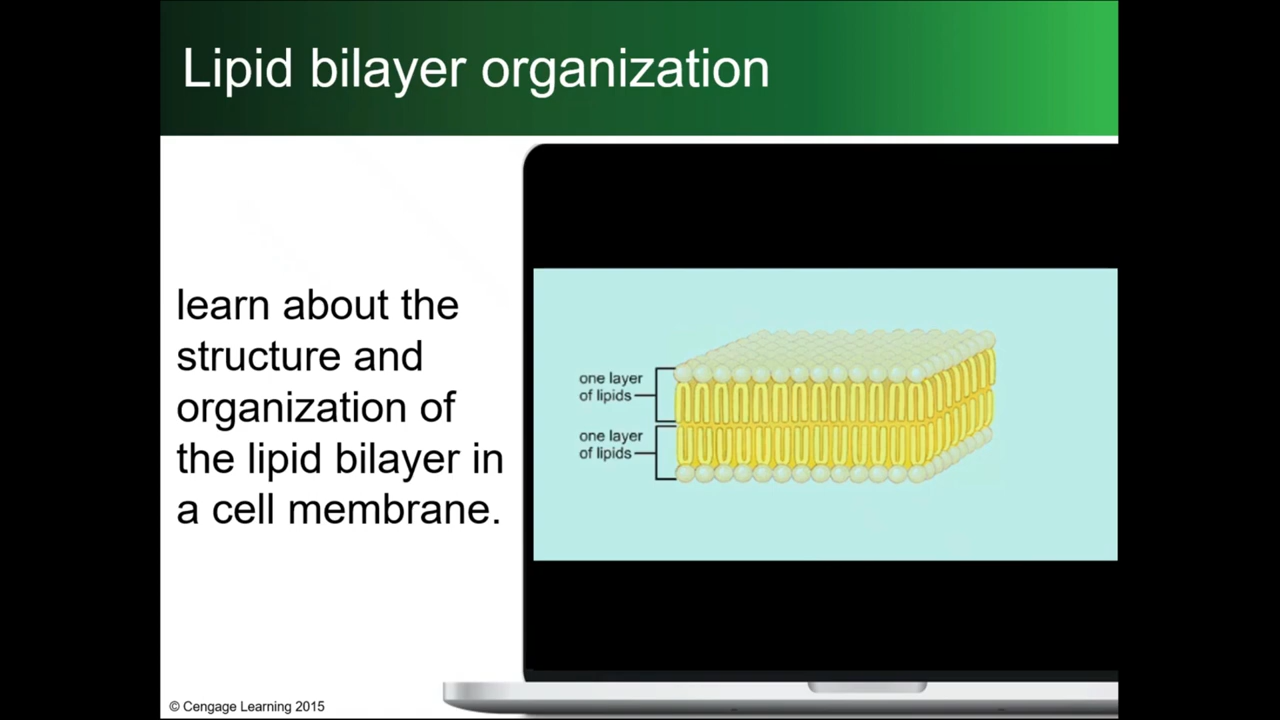 Lipid bilayer organization
learn about the
structure and
organization of
the lipid bilayer in
a cell membrane.
one layer
of lipids
one layer
of lipids
© Cengage Learning 2015